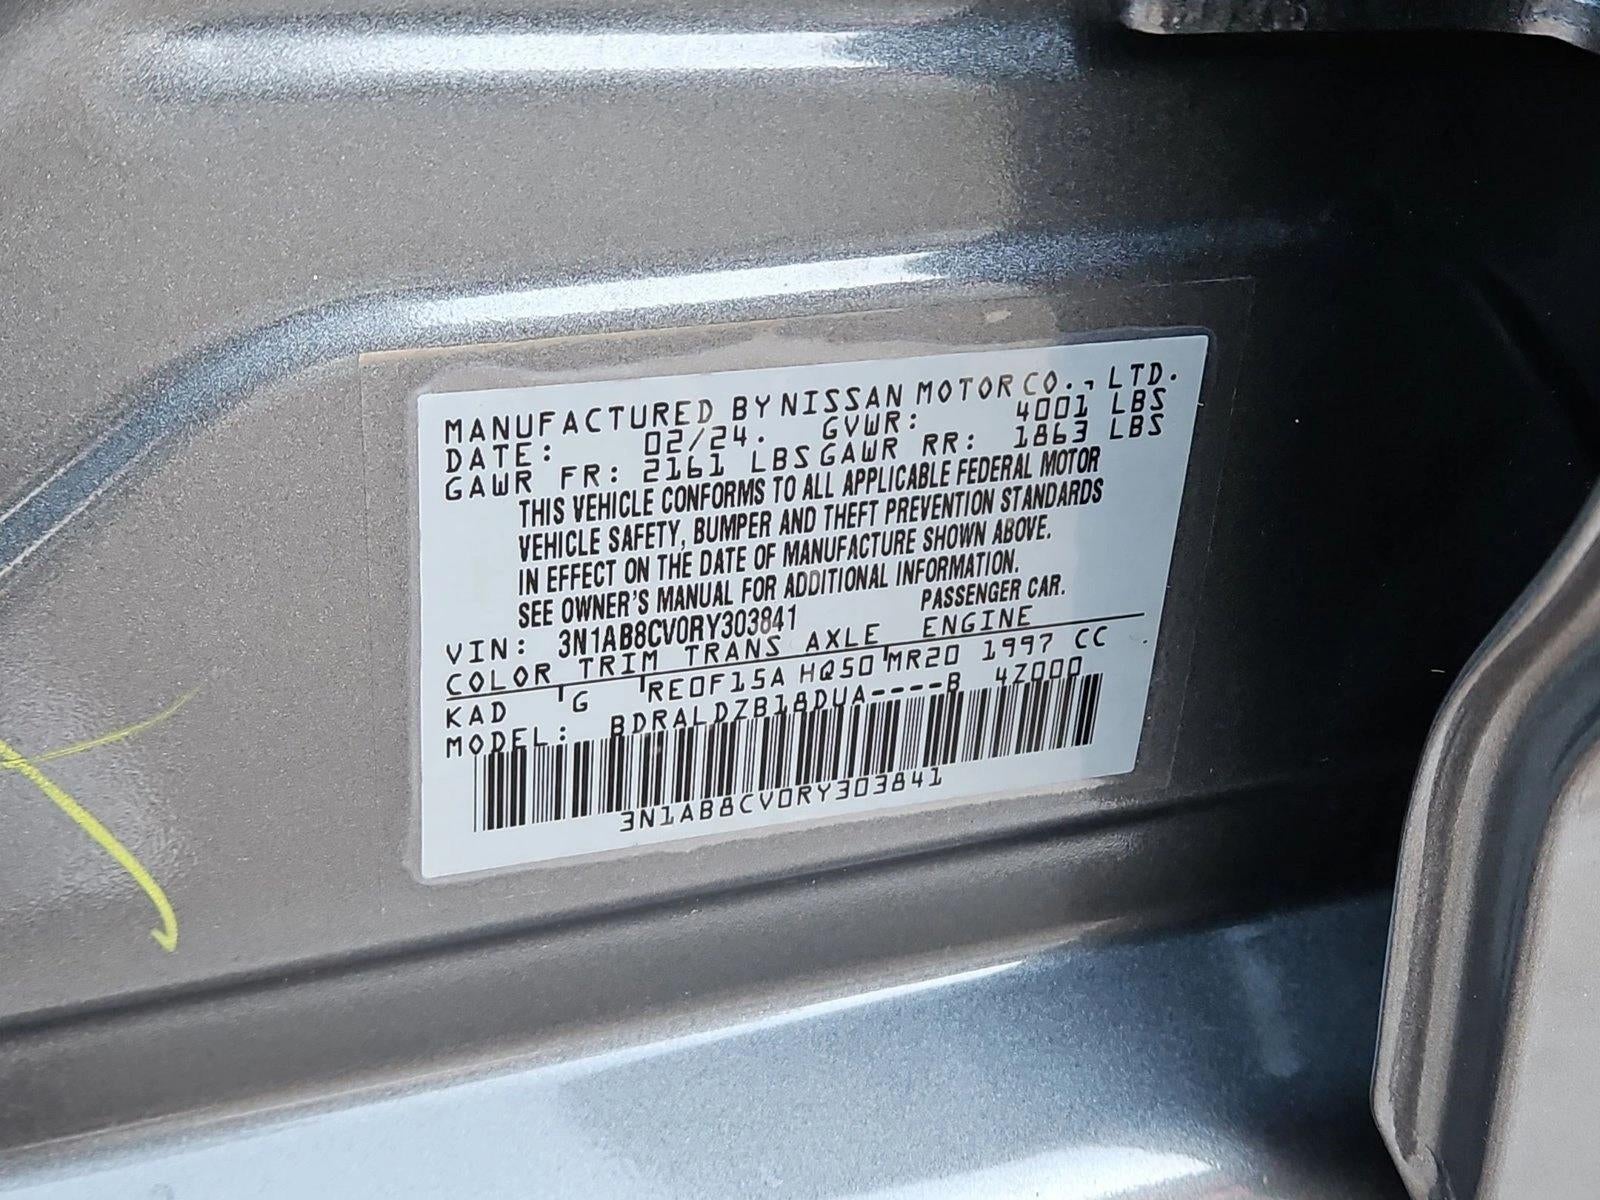 MANUFACTURED BY NISSAN MOTOR CO., LTD.
DATE: 02/24. GVWR: 4001 LBS
GAWR FR: 2161 LBS GAWR RR: 1863 LBS
THIS VEHICLE CONFORMS TO ALL APPLICABLE FEDERAL MOTOR
VEHICLE SAFETY, BUMPER AND THEFT PREVENTION STANDARDS
IN EFFECT ON THE DATE OF MANUFACTURE SHOWN ABOVE.
SEE OWNER'S MANUAL FOR ADDITIONAL INFORMATION.
VIN: 3N1AB8CV0RY303841 PASSENGER CAR.
COLOR TRIM TRANS AXLE ENGINE
KAD G RE0F15A HQ50 MR20 1997 CC
MODEL: BDRALDZB18DUA----B 4Z000
3N1AB8CV0RY303841